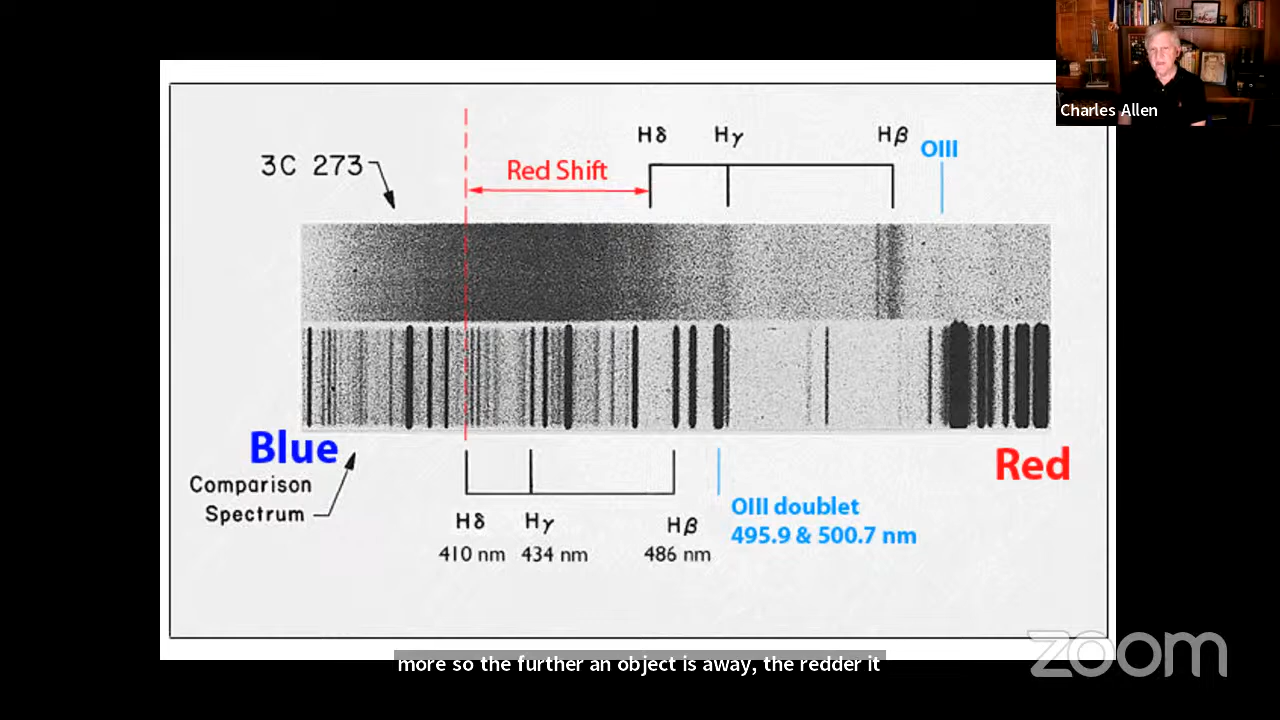 Charles Allen
3C 273
Red Shift
Hδ Hγ Hβ OIII
Blue
Red
Comparison
Spectrum
Hδ Hγ Hβ
410 nm 434 nm 486 nm
OIII doublet
495.9 & 500.7 nm
zoom
more so the further an object is away, the redder it